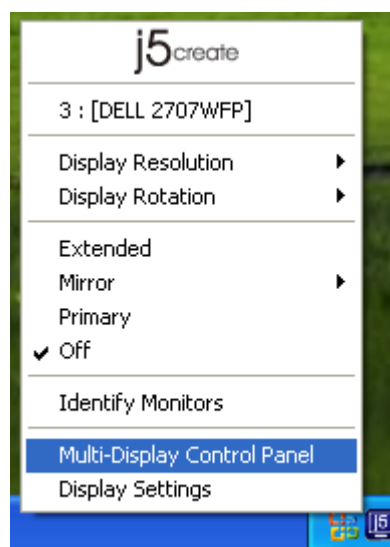 j5create
3 : [DELL 2707WFP]
Display Resolution
Display Rotation
Extended
Mirror
Primary
Off
Identify Monitors
Multi-Display Control Panel
Display Settings
j5